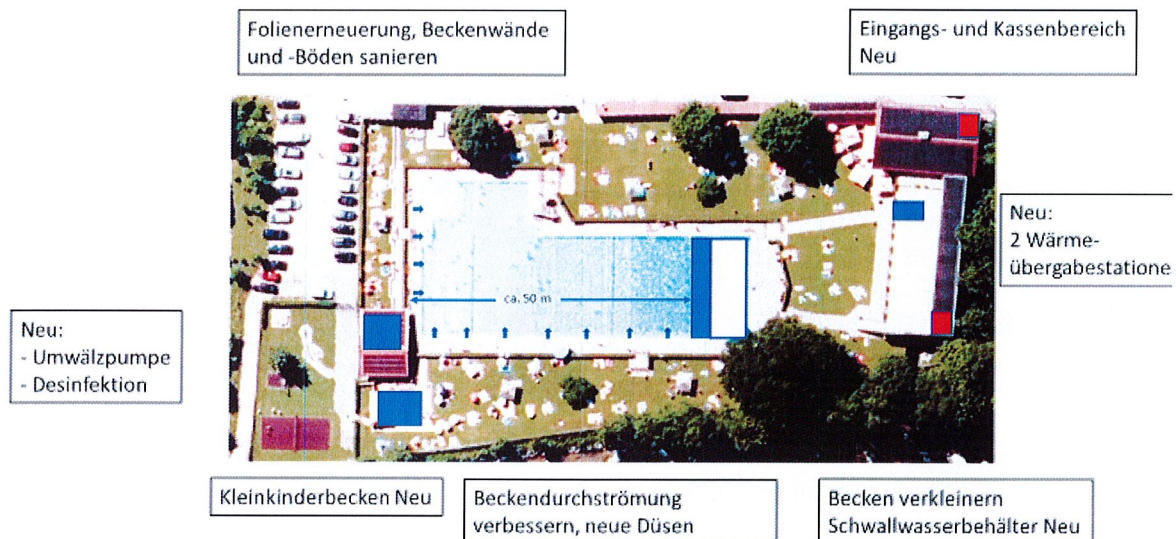 Folienerneuerung, Beckenwände
und -Böden sanieren
Eingangs- und Kassenbereich
Neu
Neu:
2 Wärme-
übergabestatione
ca. 50 m
Neu:
- Umwälzpumpe
- Desinfektion
Kleinkinderbecken Neu
Beckendurchströmung
verbessern, neue Düsen
Becken verkleinern
Schwallwasserbehälter Neu